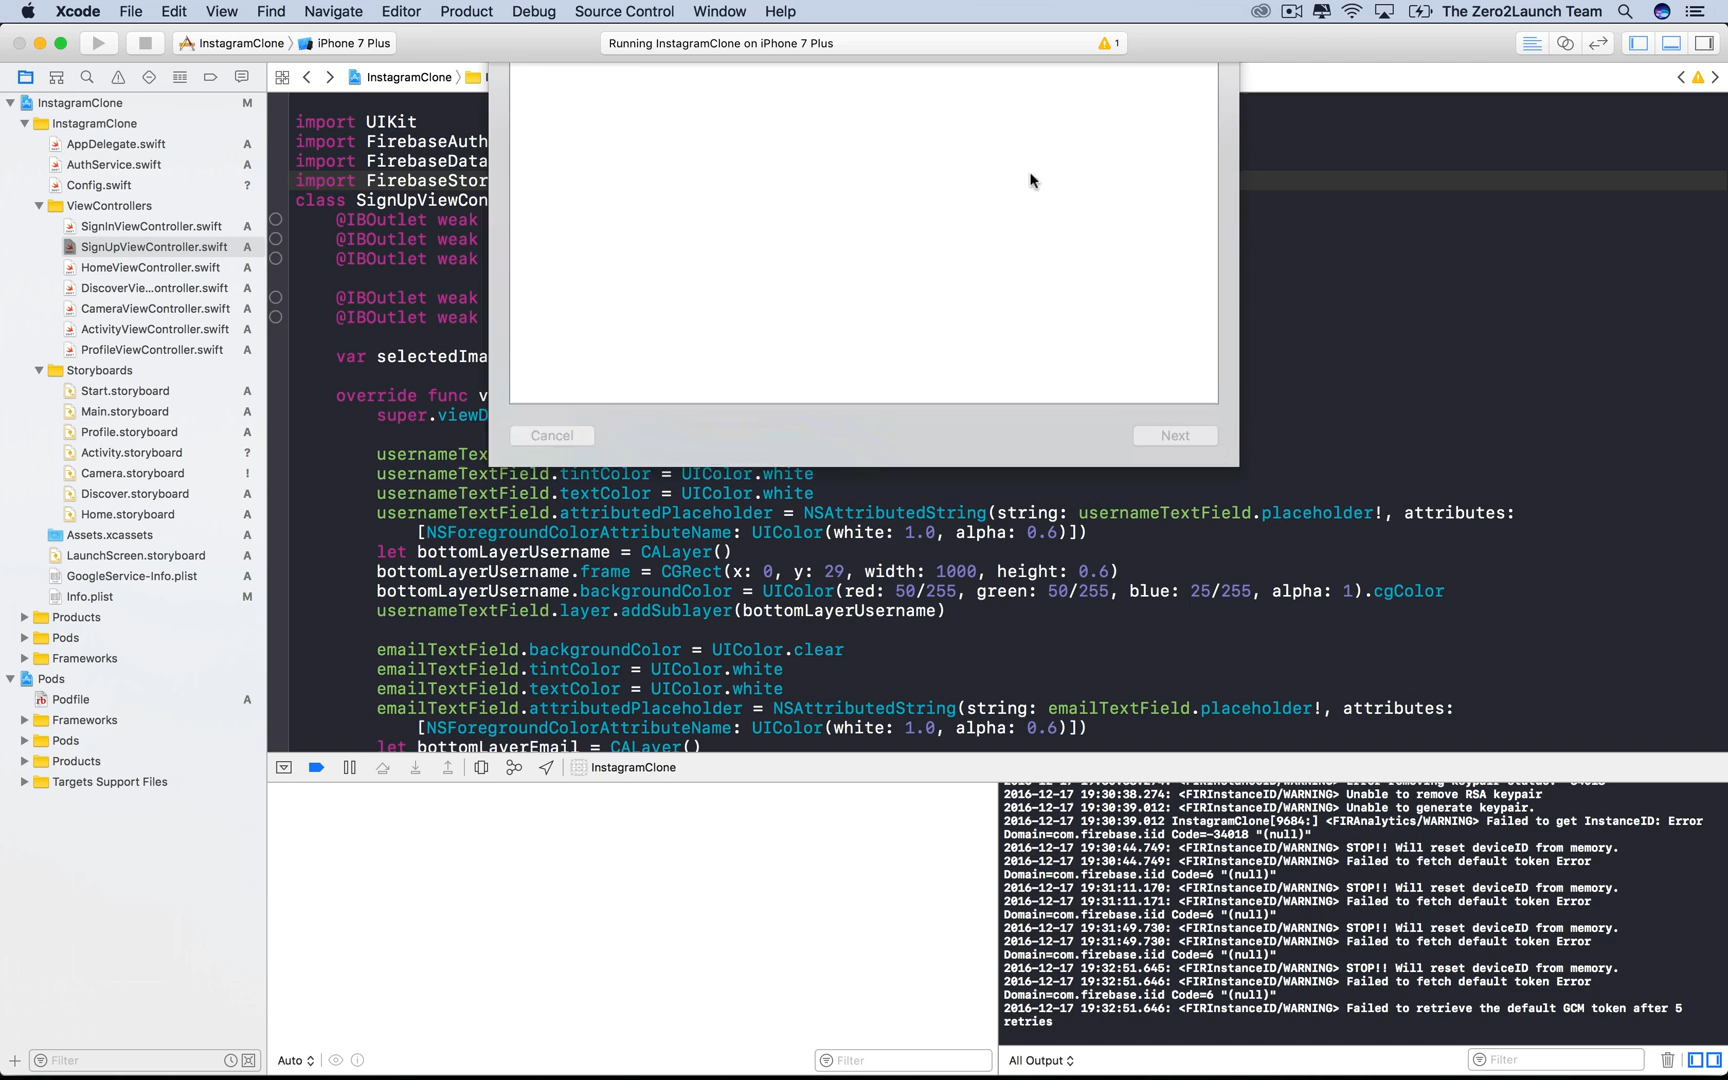 Xcode File Edit View Find Navigate Editor Product Debug Source Control Window Help The Zero2Launch Team
InstagramClone iPhone 7 Plus Running InstagramClone on iPhone 7 Plus 1
InstagramClone
InstagramClone M
InstagramClone
AppDelegate.swift A
AuthService.swift A
Config.swift ?
ViewControllers
SignInViewController.swift A
SignUpViewController.swift A
HomeViewController.swift A
DiscoverVie...ontroller.swift A
CameraViewController.swift A
ActivityViewController.swift A
ProfileViewController.swift A
Storyboards
Start.storyboard A
Main.storyboard A
Profile.storyboard A
Activity.storyboard ?
Camera.storyboard !
Discover.storyboard A
Home.storyboard A
Assets.xcassets A
LaunchScreen.storyboard A
GoogleService-Info.plist A
Info.plist M
Products
Pods
Frameworks
Pods
Podfile A
Frameworks
Pods
Products
Targets Support Files
Filter
import UIKit
import FirebaseAuth
import FirebaseData
import FirebaseStor
class SignUpViewCon
@IBOutlet weak
@IBOutlet weak
@IBOutlet weak
@IBOutlet weak
@IBOutlet weak
var selectedIma
override func v
super.viewD
Cancel Next
usernameTex
usernameTextField.tintColor = UIColor.white
usernameTextField.textColor = UIColor.white
usernameTextField.attributedPlaceholder = NSAttributedString(string: usernameTextField.placeholder!, attributes:
[NSForegroundColorAttributeName: UIColor(white: 1.0, alpha: 0.6)])
let bottomLayerUsername = CALayer()
bottomLayerUsername.frame = CGRect(x: 0, y: 29, width: 1000, height: 0.6)
bottomLayerUsername.backgroundColor = UIColor(red: 50/255, green: 50/255, blue: 25/255, alpha: 1).cgColor
usernameTextField.layer.addSublayer(bottomLayerUsername)
emailTextField.backgroundColor = UIColor.clear
emailTextField.tintColor = UIColor.white
emailTextField.textColor = UIColor.white
emailTextField.attributedPlaceholder = NSAttributedString(string: emailTextField.placeholder!, attributes:
[NSForegroundColorAttributeName: UIColor(white: 1.0, alpha: 0.6)])
let bottomLayerEmail = CALayer()
InstagramClone
2016-12-17 19:30:38.274: <FIRInstanceID/WARNING> Unable to remove RSA keypair
2016-12-17 19:30:39.012: <FIRInstanceID/WARNING> Unable to generate keypair.
2016-12-17 19:30:39.012 InstagramClone[9684:] <FIRAnalytics/WARNING> Failed to get InstanceID: Error
Domain=com.firebase.iid Code=-34018 "(null)"
2016-12-17 19:30:44.749: <FIRInstanceID/WARNING> STOP!! Will reset deviceID from memory.
2016-12-17 19:30:44.749: <FIRInstanceID/WARNING> Failed to fetch default token Error
Domain=com.firebase.iid Code=6 "(null)"
2016-12-17 19:31:11.170: <FIRInstanceID/WARNING> STOP!! Will reset deviceID from memory.
2016-12-17 19:31:11.171: <FIRInstanceID/WARNING> Failed to fetch default token Error
Domain=com.firebase.iid Code=6 "(null)"
2016-12-17 19:31:49.730: <FIRInstanceID/WARNING> STOP!! Will reset deviceID from memory.
2016-12-17 19:31:49.730: <FIRInstanceID/WARNING> Failed to fetch default token Error
Domain=com.firebase.iid Code=6 "(null)"
2016-12-17 19:32:51.645: <FIRInstanceID/WARNING> STOP!! Will reset deviceID from memory.
2016-12-17 19:32:51.646: <FIRInstanceID/WARNING> Failed to fetch default token Error
Domain=com.firebase.iid Code=6 "(null)"
2016-12-17 19:32:51.646: <FIRInstanceID/WARNING> Failed to retrieve the default GCM token after 5
retries
Auto Filter All Output Filter